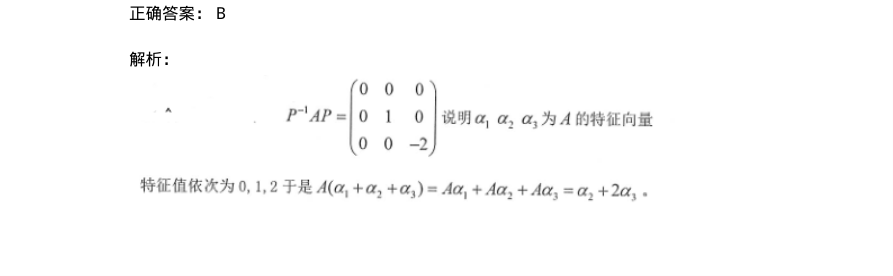 正确答案： B
解析：
P⁻¹AP = (0 0 0
0 1 0
0 0 -2) 说明 α₁ α₂ α₃ 为 A 的特征向量
特征值依次为 0, 1, 2 于是 A(α₁ + α₂ + α₃) = Aα₁ + Aα₂ + Aα₃ = α₂ + 2α₃ 。